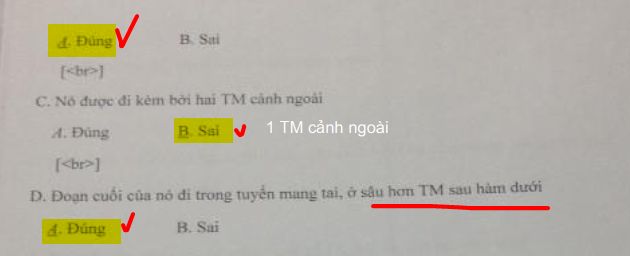 A. Đúng B. Sai
[<br>]
C. Nó được đi kèm bởi hai TM cảnh ngoài
A. Đúng B. Sai 1 TM cảnh ngoài
[<br>]
D. Đoạn cuối của nó đi trong tuyến mang tai, ở sâu hơn TM sau hàm dưới
A. Đúng B. Sai